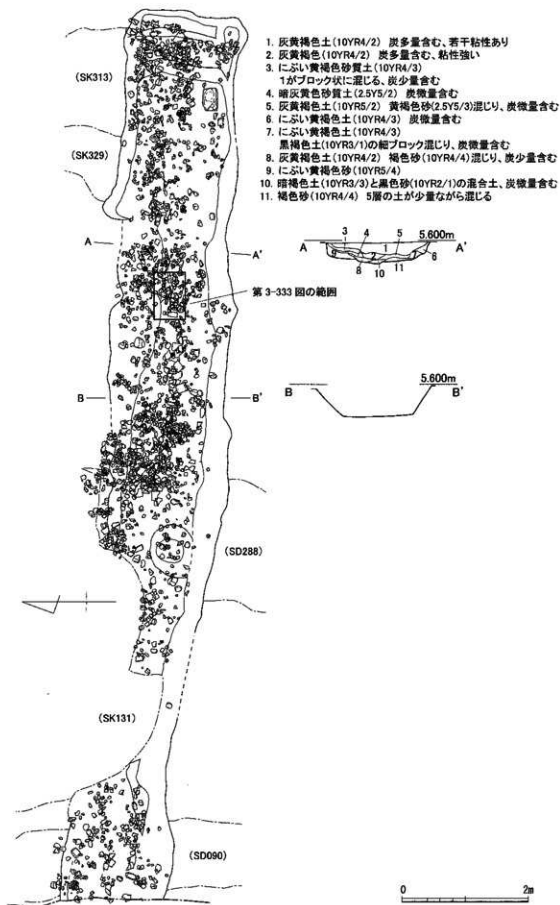 (SK313)
(SK329)
1. 灰黄褐色土(10YR4/2) 炭多量含む、若干粘性あり
2. 灰黄褐色(10YR4/2) 炭多量含む、粘性強い
3. にぶい黄褐色砂質土(10YR4/3)
1がブロック状に混じる、炭少量含む
4. 暗灰黄色砂質土(2.5Y5/2) 炭微量含む
5. 灰黄褐色土(10YR5/2) 黄褐色砂(2.5Y5/3)混じり、炭微量含む
6. にぶい黄褐色土(10YR4/3) 炭微量含む
7. にぶい黄褐色土(10YR4/3)
黒褐色土(10YR3/1)の細ブロック混じり、炭微量含む
8. 灰黄褐色土(10YR4/2) 褐色砂(10YR4/4)混じり、炭少量含む
9. にぶい黄褐砂(10YR5/4)
10. 暗褐色土(10YR3/3)と黒色砂(10YR2/1)の混合土、炭微量含む
11. 褐色砂(10YR4/4) 5層の土が少量ながら混じる
A
A'
A
3
4
5
5.600m
A'
1
2
7
6
8
10
11
第3-333図の範囲
B
B'
B
5.600m
B'
(SD288)
(SK131)
(SD090)
0
2m